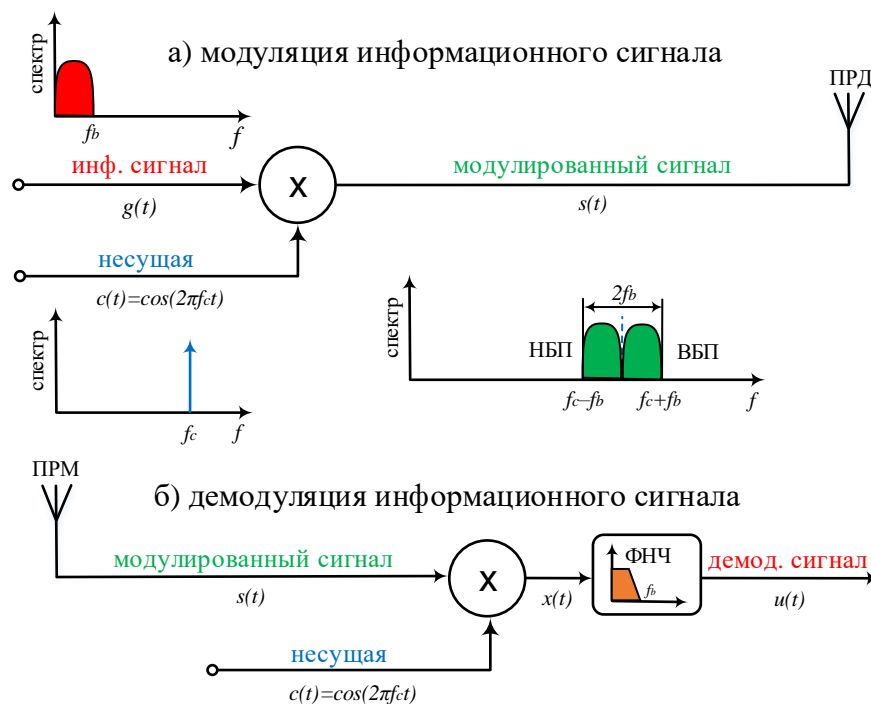 а) модуляция информационного сигнала
спектр
fb
f
ПРД
инф. сигнал
g(t)
X
модулированный сигнал
s(t)
несущая
c(t)=cos(2πfct)
спектр
fc
f
спектр
2fb
НБП
ВБП
fc–fb
fc+fb
f
ПРМ
б) демодуляция информационного сигнала
модулированный сигнал
s(t)
X
x(t)
ФНЧ
fb
демод. сигнал
u(t)
несущая
c(t)=cos(2πfct)